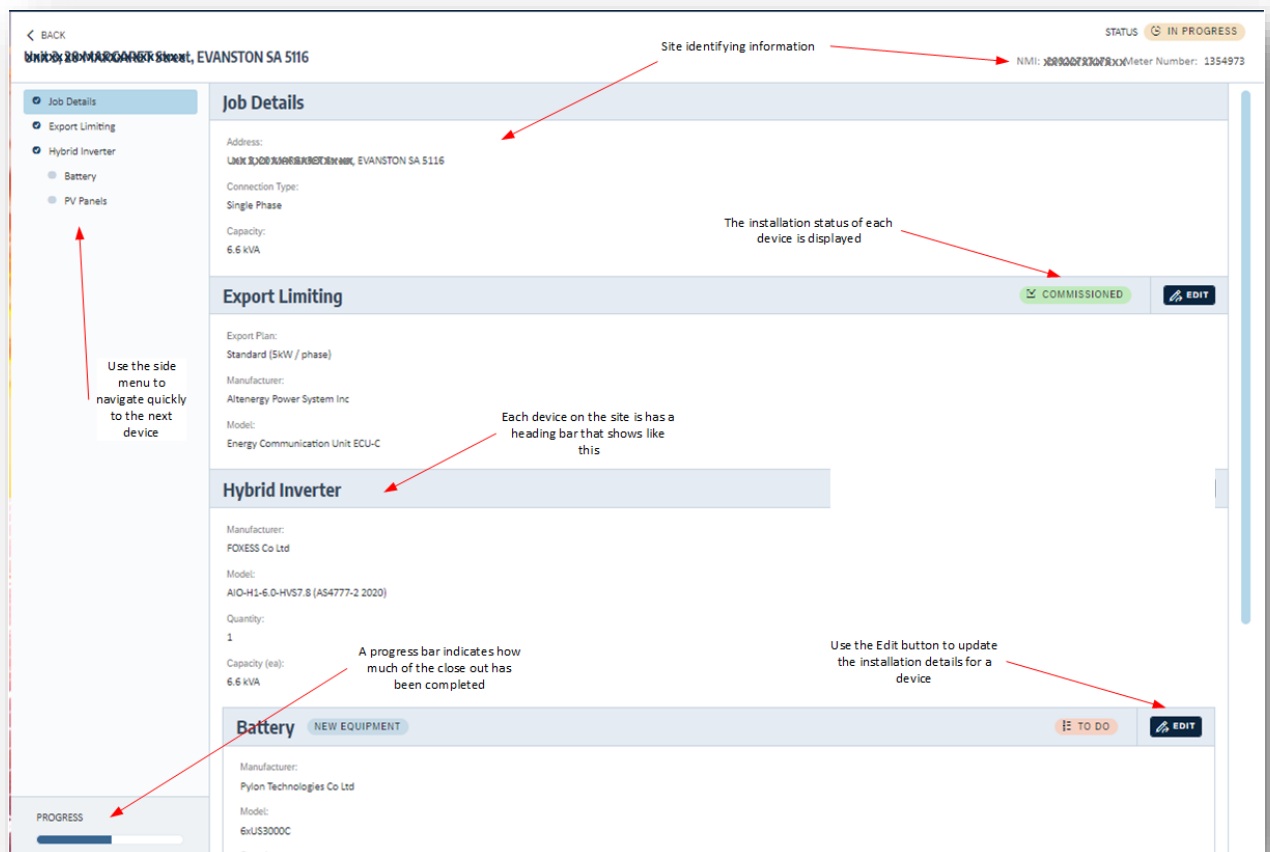 BACK
STATUS IN PROGRESS
EVANSTON SA 5116
Site identifying information
NMI: Meter Number: 1354973
Job Details
Export Limiting
Hybrid Inverter
Battery
PV Panels
Use the side
menu to
navigate quickly
to the next
device
PROGRESS
Job Details
Address:
EVANSTON SA 5116
Connection Type:
Single Phase
Capacity:
6.6 kVA
The installation status of each
device is displayed
Export Limiting
COMMISSIONED
EDIT
Export Plan:
Standard (5kW / phase)
Manufacturer:
Altenergy Power System Inc
Model:
Energy Communication Unit ECU-C
Each device on the site is has a
heading bar that shows like
this
Hybrid Inverter
Manufacturer:
FOXESS Co Ltd
Model:
AIO-H1-6.0-HVS7.8 (AS4777-2 2020)
Quantity:
1
Capacity (ea):
6.6 kVA
A progress bar indicates how
much of the close out has
been completed
Use the Edit button to update
the installation details for a
device
Battery NEW EQUIPMENT
TO DO
EDIT
Manufacturer:
Pylon Technologies Co Ltd
Model:
6xUS3000C